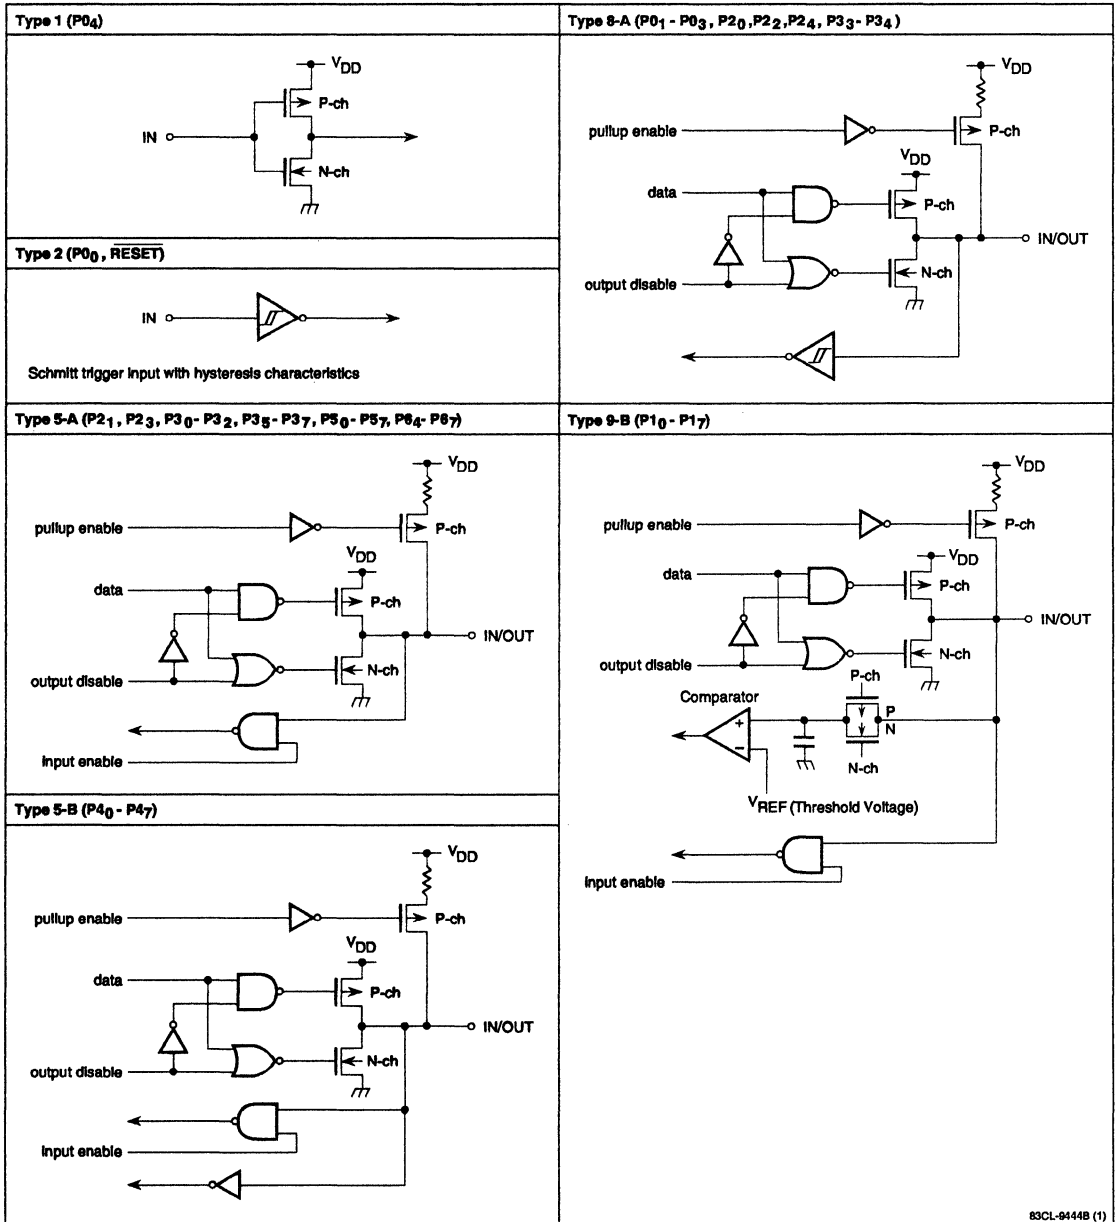 Type 1 (P0₄)
VDD
P-ch
IN
N-ch
Type 2 (P0₀, RESET)
IN
Schmitt trigger input with hysteresis characteristics
Type 5-A (P2₁, P2₃, P3₀- P3₂, P3₅- P3₇, P5₀- P5₇, P6₄- P6₇)
VDD
pullup enable
P-ch
VDD
data
P-ch
IN/OUT
N-ch
output disable
input enable
Type 5-B (P4₀ - P4₇)
VDD
pullup enable
P-ch
VDD
data
P-ch
IN/OUT
N-ch
output disable
input enable
Type 8-A (P0₁ - P0₃, P2₀,P2₂,P2₄, P3₃- P3₄)
VDD
pullup enable
P-ch
VDD
data
P-ch
IN/OUT
N-ch
output disable
Type 9-B (P1₀ - P1₇)
VDD
pullup enable
P-ch
VDD
data
P-ch
IN/OUT
N-ch
output disable
P-ch
Comparator
+
P
N
−
N-ch
VREF (Threshold Voltage)
input enable
83CL-9444B (1)